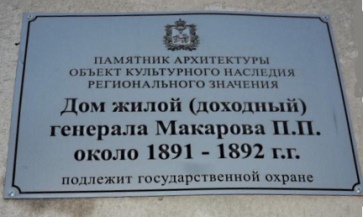 ПАМЯТНИК АРХИТЕКТУРЫ
ОБЪЕКТ КУЛЬТУРНОГО НАСЛЕДИЯ
РЕГИОНАЛЬНОГО ЗНАЧЕНИЯ
Дом жилой (доходный)
генерала Макарова П.П.
около 1891 - 1892 г.г.
подлежит государственной охране